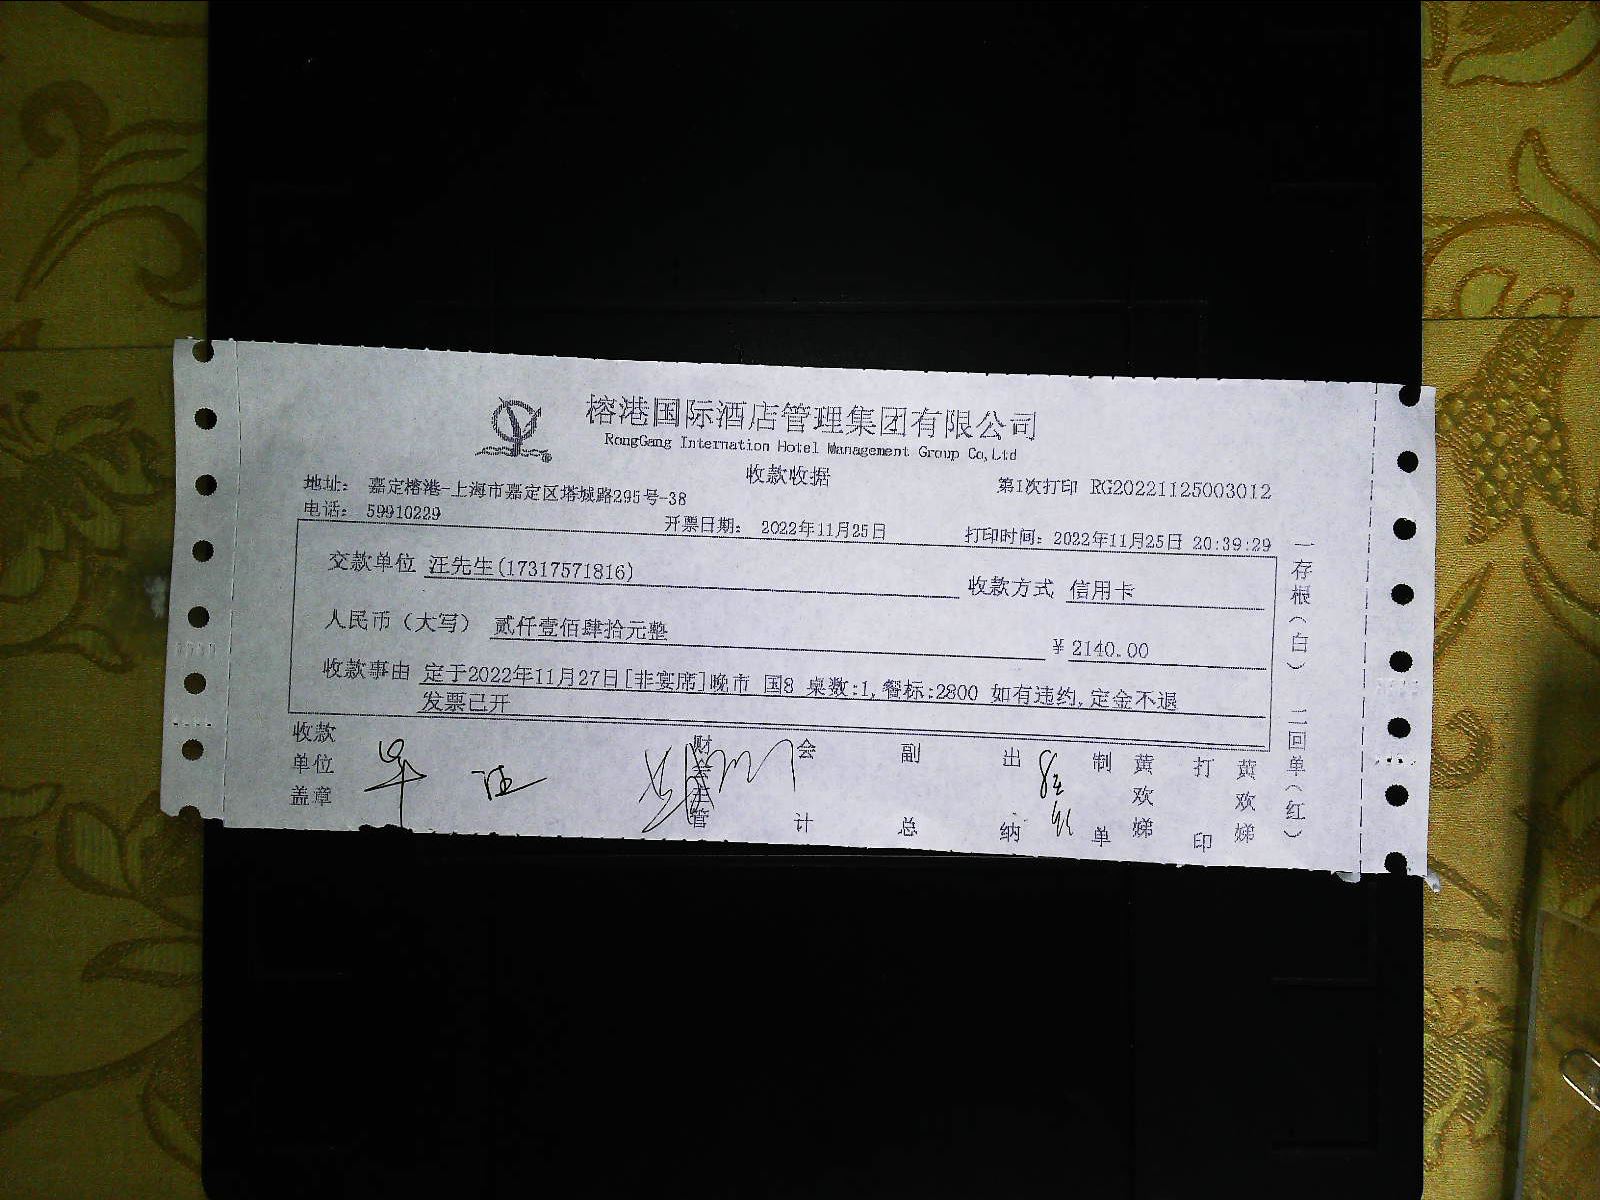 榕港国际酒店管理集团有限公司
RongGang Internation Hotel Management Group Co,Ltd
收款收据
地址： 嘉定榕港-上海市嘉定区塔城路295号-38
第1次打印 RG20221125003012
电话： 59910229
开票日期： 2022年11月25日
打印时间：2022年11月25日 20:39:29
交款单位 汪先生(17317571816)
收款方式 信用卡
人民币（大写） 贰仟壹佰肆拾元整
￥2140.00
收款事由 定于2022年11月27日[非宴席]晚市 国8 桌数:1,餐标:2800 如有违约,定金不退
发票已开
收款单位盖章
财会主管
会计
副总
出纳
制单 黄欢娣
打印 黄欢娣
一存根（白） 二回单（红）